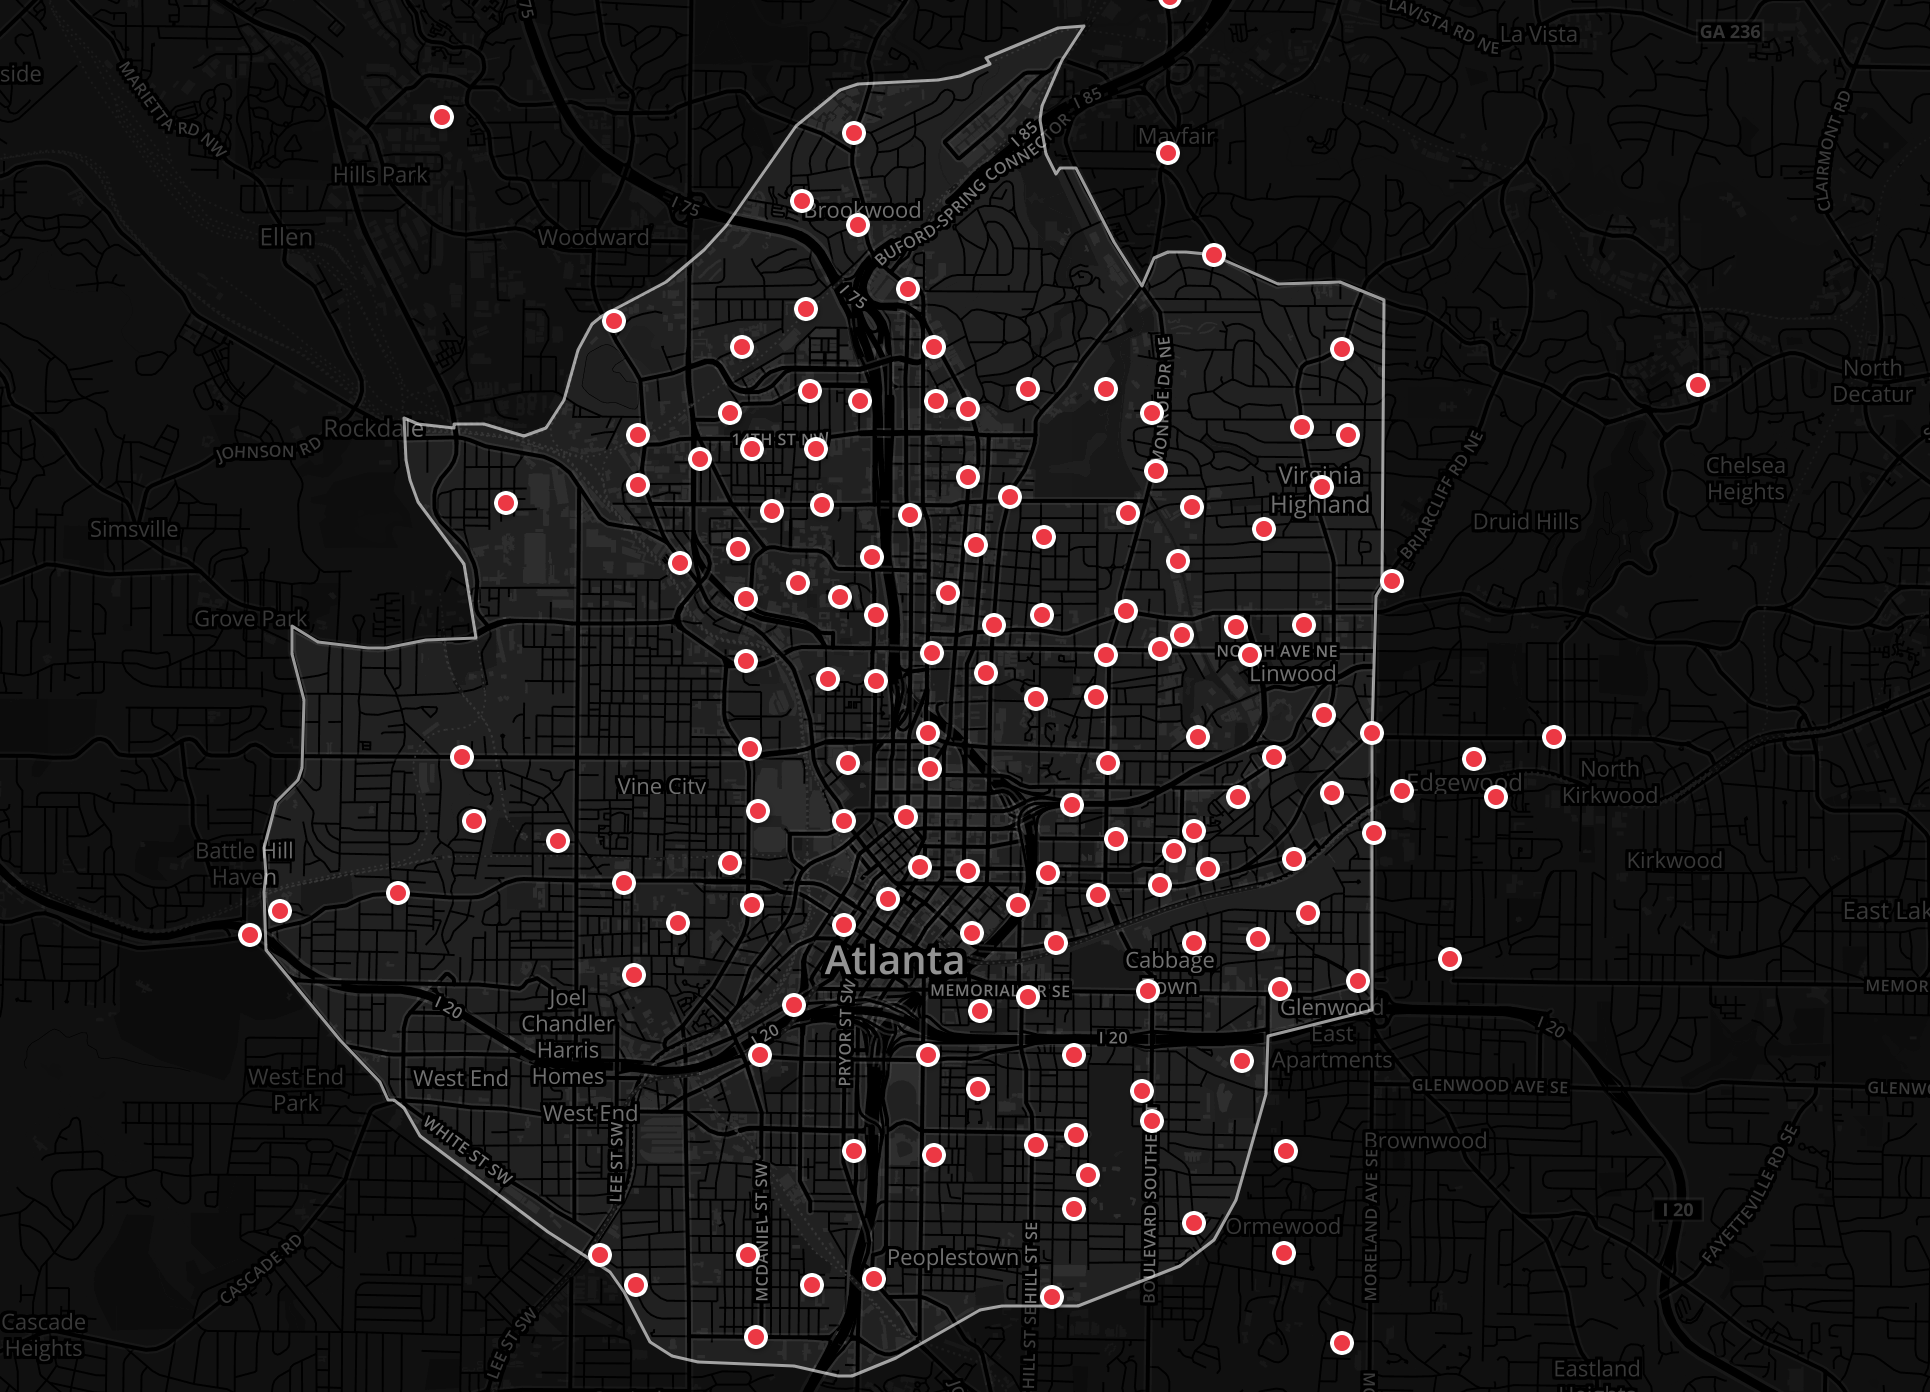 75
LAVISTA RD NE
La Vista
GA 236
side
MARIETTA RD NW
I 85
CLAIRMONT RD
I 85
Mayfair
BUFORD-SPRING CONNECTOR
Hills Park
I 75
Brookwood
Ellen
Woodward
I 75
MONROE DR NE
North
Decatur
Rockdale
JOHNSON RD
14TH ST NW
BRIARCLIFF RD NE
Chelsea
Heights
Virginia
Highland
Simsville
Druid Hills
Grove Park
NORTH AVE NE
Linwood
Vine City
Edgewood
North
Kirkwood
Battle Hill
Haven
Kirkwood
East Lak
Atlanta
Cabbage
Town
MEMORIAL DR SE
MEMOR
I 20
Joel
Chandler
Harris
Homes
PRYOR ST SW
I 20
I 20
Glenwood
East
Apartments
I 20
West End
Park
West End
GLENWOOD AVE SE
GLENW
West End
WHITE ST SW
LEE ST SW
MCDANIEL ST SW
BOULEVARD SOUTHE
Brownwood
MORELAND AVE SE
FAYETTEVILLE RD SE
I 20
Ormewood
CASCADE RD
Peoplestown
HILL ST SE
HILL ST SE
Cascade
Heights
LEE ST SW
Eastland
Heights